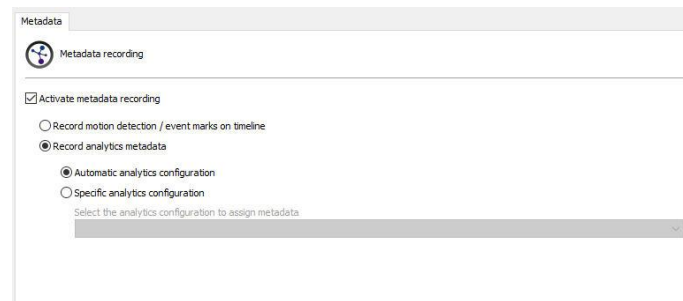 Metadata
Metadata recording
Activate metadata recording
Record motion detection / event marks on timeline
Record analytics metadata
Automatic analytics configuration
Specific analytics configuration
Select the analytics configuration to assign metadata